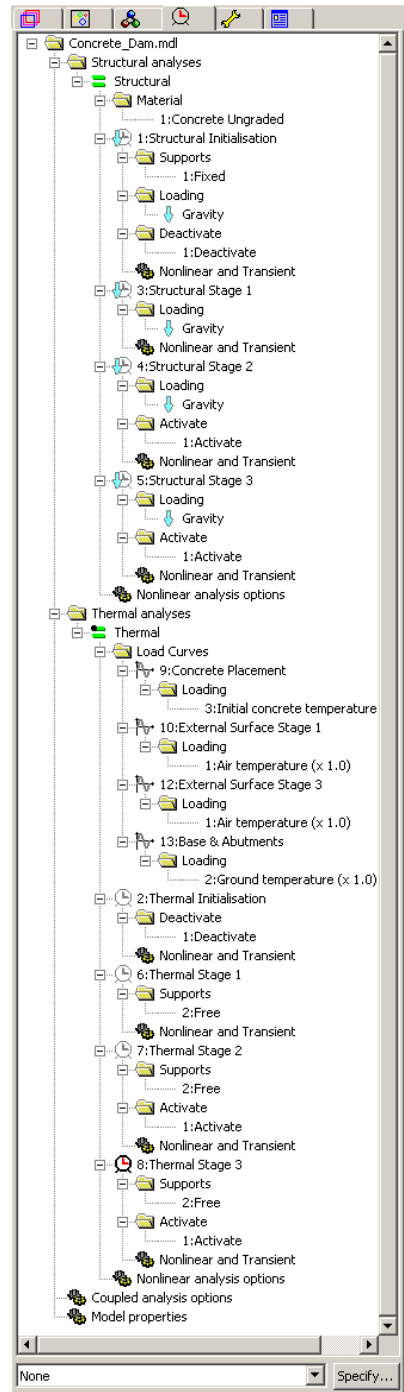 Concrete_Dam.mdl
Structural analyses
Structural
Material
1:Concrete Ungraded
1:Structural Initialisation
Supports
1:Fixed
Loading
Gravity
Deactivate
1:Deactivate
Nonlinear and Transient
3:Structural Stage 1
Loading
Gravity
Nonlinear and Transient
4:Structural Stage 2
Loading
Gravity
Activate
1:Activate
Nonlinear and Transient
5:Structural Stage 3
Loading
Gravity
Activate
1:Activate
Nonlinear and Transient
Nonlinear analysis options
Thermal analyses
Thermal
Load Curves
9:Concrete Placement
Loading
3:Initial concrete temperature
10:External Surface Stage 1
Loading
1:Air temperature (x 1.0)
12:External Surface Stage 3
Loading
1:Air temperature (x 1.0)
13:Base & Abutments
Loading
2:Ground temperature (x 1.0)
2:Thermal Initialisation
Deactivate
1:Deactivate
Nonlinear and Transient
6:Thermal Stage 1
Supports
2:Free
Nonlinear and Transient
7:Thermal Stage 2
Supports
2:Free
Activate
1:Activate
Nonlinear and Transient
8:Thermal Stage 3
Supports
2:Free
Activate
1:Activate
Nonlinear and Transient
Nonlinear analysis options
Coupled analysis options
Model properties
None Specify...